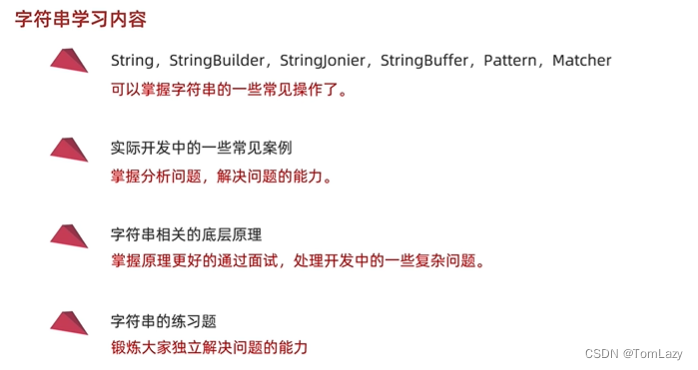 字符串学习内容
String，StringBuilder，StringJonier，StringBuffer，Pattern，Matcher
可以掌握字符串的一些常见操作了。
实际开发中的一些常见案例
掌握分析问题，解决问题的能力。
字符串相关的底层原理
掌握原理更好的通过面试，处理开发中的一些复杂问题。
字符串的练习题
锻炼大家独立解决问题的能力
CSDN @TomLazy